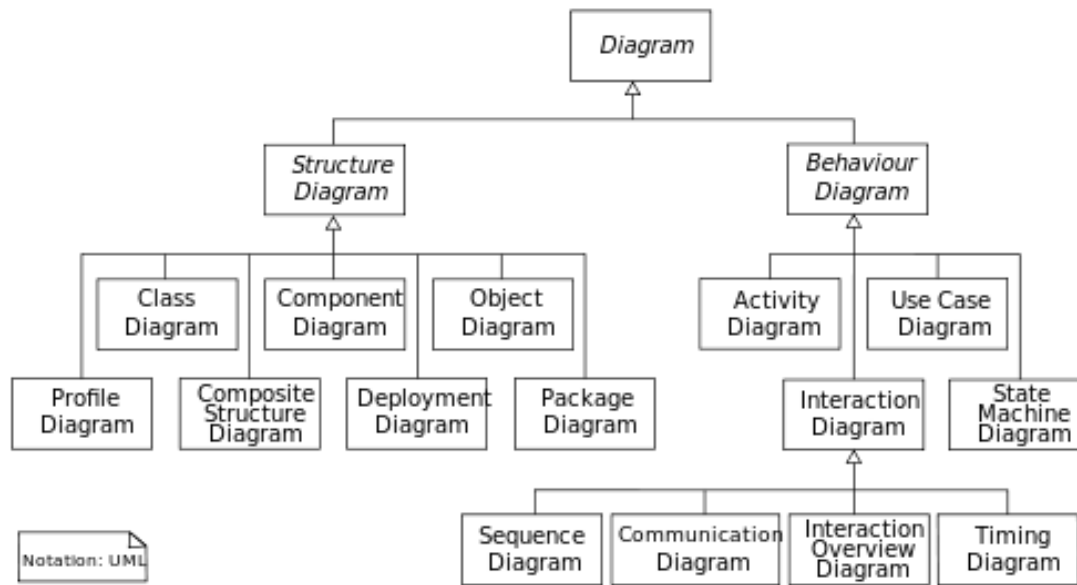 Diagram
Structure
Diagram
Behaviour
Diagram
Class
Diagram
Component
Diagram
Object
Diagram
Activity
Diagram
Use Case
Diagram
Profile
Diagram
Composite
Structure
Diagram
Deployment
Diagram
Package
Diagram
Interaction
Diagram
State
Machine
Diagram
Sequence
Diagram
Communication
Diagram
Interaction
Overview
Diagram
Timing
Diagram
Notation: UML